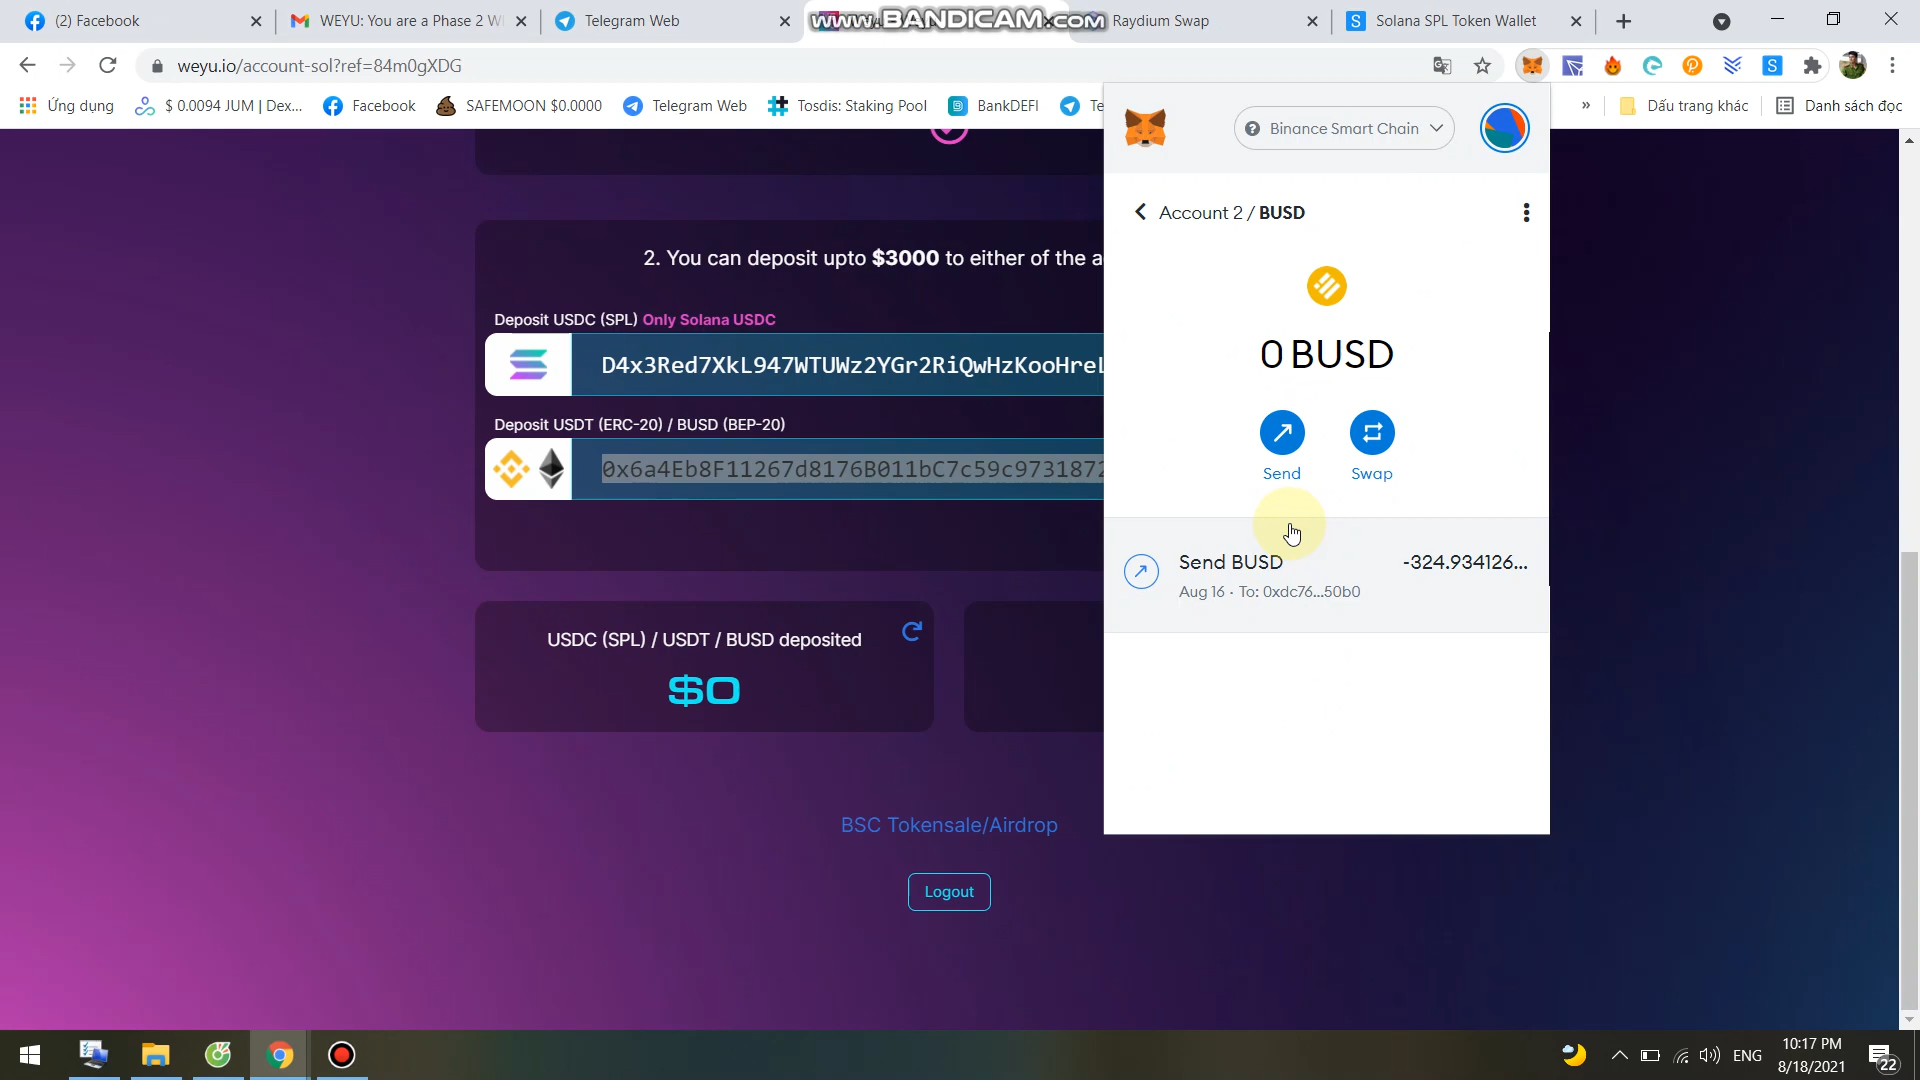 (2) Facebook
WEYU: You are a Phase 2 W
Telegram Web
www.BANDICAM.com
Raydium Swap
Solana SPL Token Wallet
weyu.io/account-sol?ref=84m0gXDG
Ứng dụng
$ 0.0094 JUM | Dex...
Facebook
SAFEMOON $0.0000
Telegram Web
Tosdis: Staking Pool
BankDEFI
Te
»
Dấu trang khác
Danh sách đọc
Binance Smart Chain
Account 2 / BUSD
0 BUSD
Send
Swap
Send BUSD
-324.934126...
Aug 16 · To: 0xdc76...50b0
2. You can deposit upto $3000 to either of the a
Deposit USDC (SPL) Only Solana USDC
D4x3Red7XkL947WTUWz2YGr2RiQwHzKooHreL
Deposit USDT (ERC-20) / BUSD (BEP-20)
0x6a4Eb8F11267d8176B011bC7c59c9731872
USDC (SPL) / USDT / BUSD deposited
$0
BSC Tokensale/Airdrop
Logout
ENG
10:17 PM
8/18/2021
22